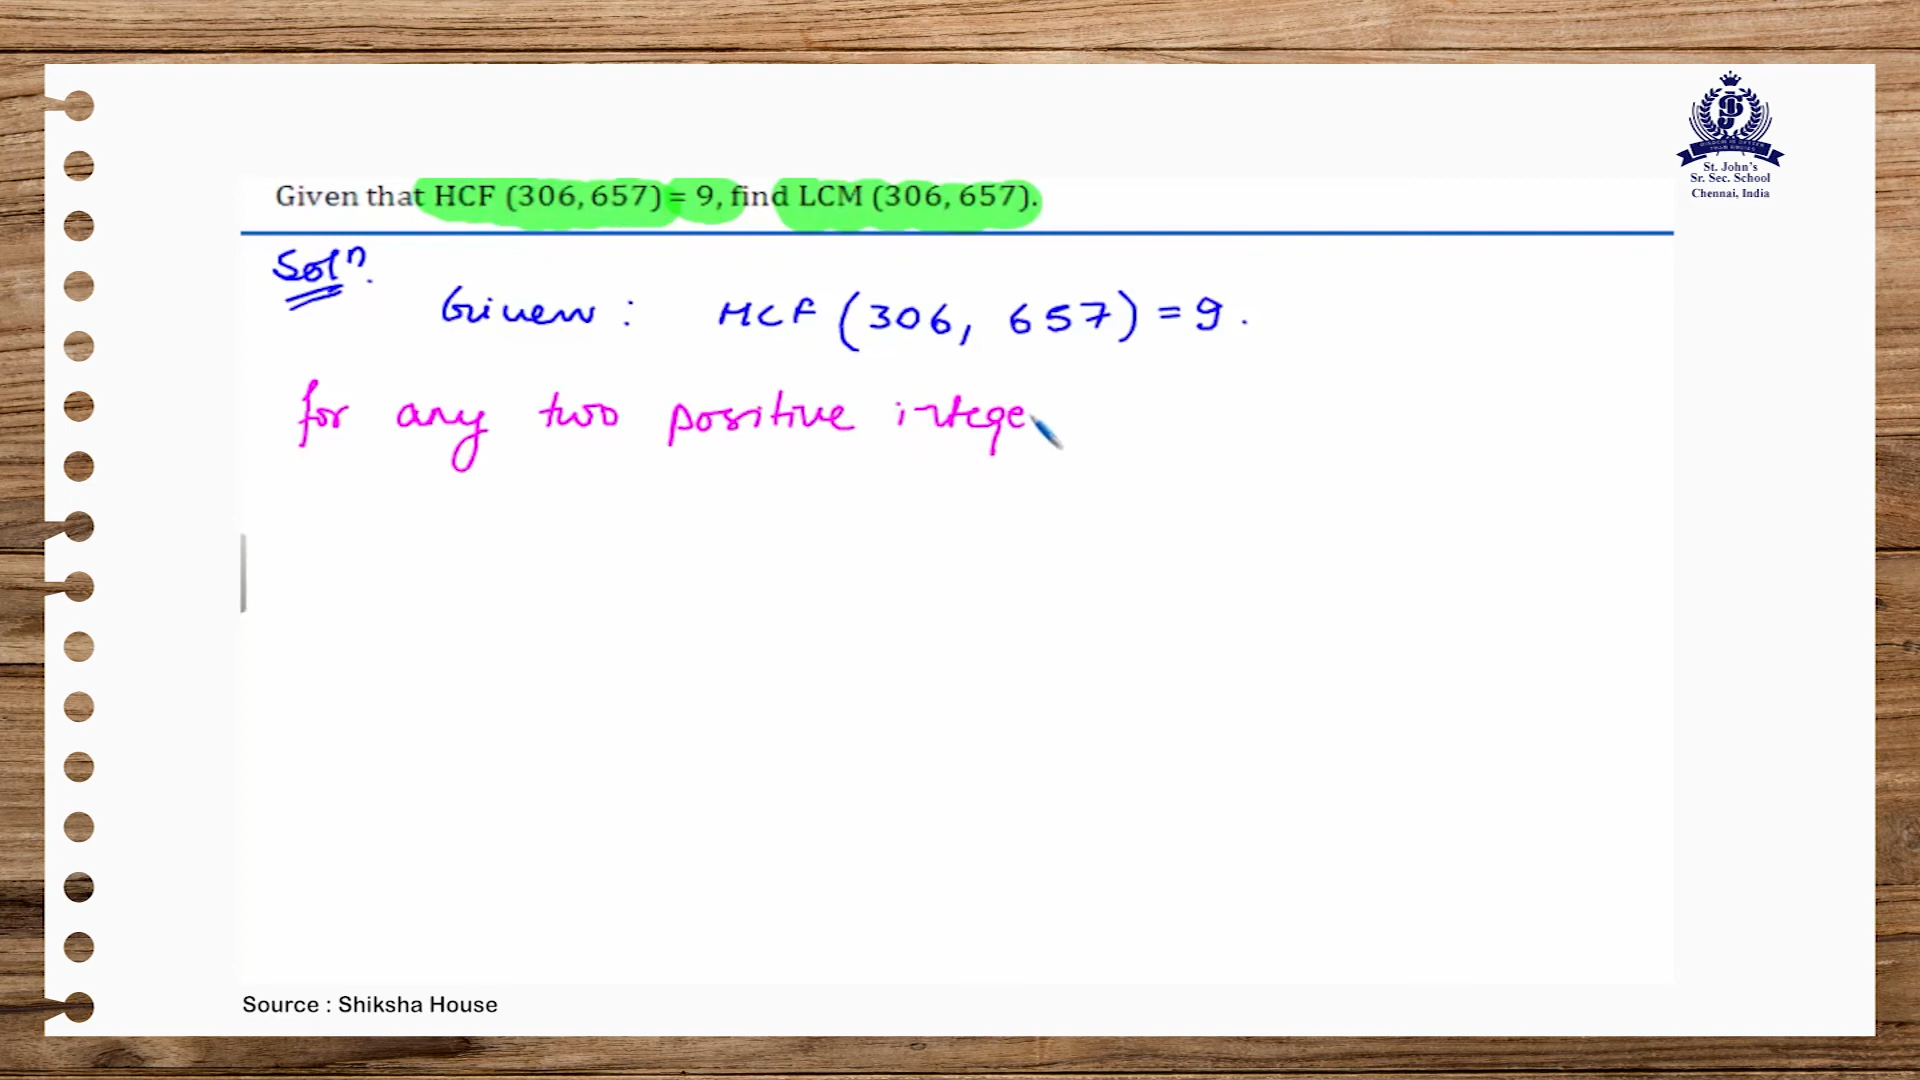 St. John's
Sr. Sec. School
Chennai, India
Given that HCF (306, 657) = 9, find LCM (306, 657).
Solⁿ.
Given : HCF (306, 657) = 9.
for any two positive intege
Source : Shiksha House